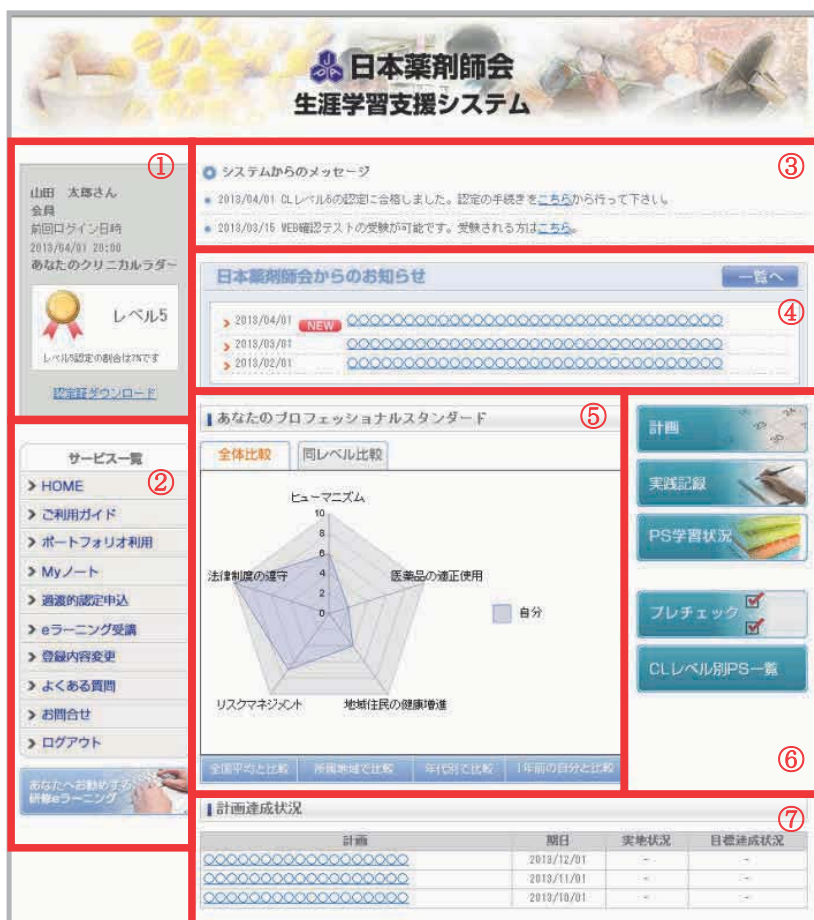 日本薬剤師会
生涯学習支援システム
①
山田 太郎さん
会員
前回ログイン日時
2013/04/01 20:00
あなたのクリニカルラダー
レベル5
レベル5認定の割合は7%です
認定証ダウンロード
②
サービス一覧
HOME
ご利用ガイド
ポートフォリオ利用
Myノート
過渡的認定申込
eラーニング受講
登録内容変更
よくある質問
お問合せ
ログアウト
あなたへお勧めする
研修eラーニング
③
システムからのメッセージ
2013/04/01 CLレベル5の認定に合格しました。認定の手続きをこちらから行って下さい。
2013/03/15 WEB確認テストの受験が可能です。受験される方はこちら。
④
日本薬剤師会からのお知らせ
一覧へ
2013/04/01 NEW 〇〇〇〇〇〇〇〇〇〇〇〇〇〇〇〇〇〇〇〇〇〇〇〇〇〇〇〇〇〇〇〇〇
2013/03/01 〇〇〇〇〇〇〇〇〇〇〇〇〇〇〇〇〇〇〇〇〇〇〇〇〇〇〇〇〇〇〇〇〇
2013/02/01 〇〇〇〇〇〇〇〇〇〇〇〇〇〇〇〇〇〇〇〇〇〇〇〇〇〇〇〇〇〇〇〇〇
⑤
あなたのプロフェッショナルスタンダード
全体比較 同レベル比較
ヒューマニズム
10
8
6
法律制度の遵守 4 医薬品の適正使用
2
0 自分
リスクマネジメント 地域住民の健康増進
全国平均と比較 所属地域で比較 年代別で比較 1年前の自分と比較
計画
実践記録
PS学習状況
プレチェック
CLレベル別PS一覧
⑥
⑦
計画達成状況
計画 期日 実地状況 目標達成状況
〇〇〇〇〇〇〇〇〇〇〇〇〇〇〇〇〇〇 2013/12/01 - -
〇〇〇〇〇〇〇〇〇〇〇〇〇〇〇〇〇〇 2013/11/01 - -
〇〇〇〇〇〇〇〇〇〇〇〇〇〇〇〇〇〇 2013/10/01 - -